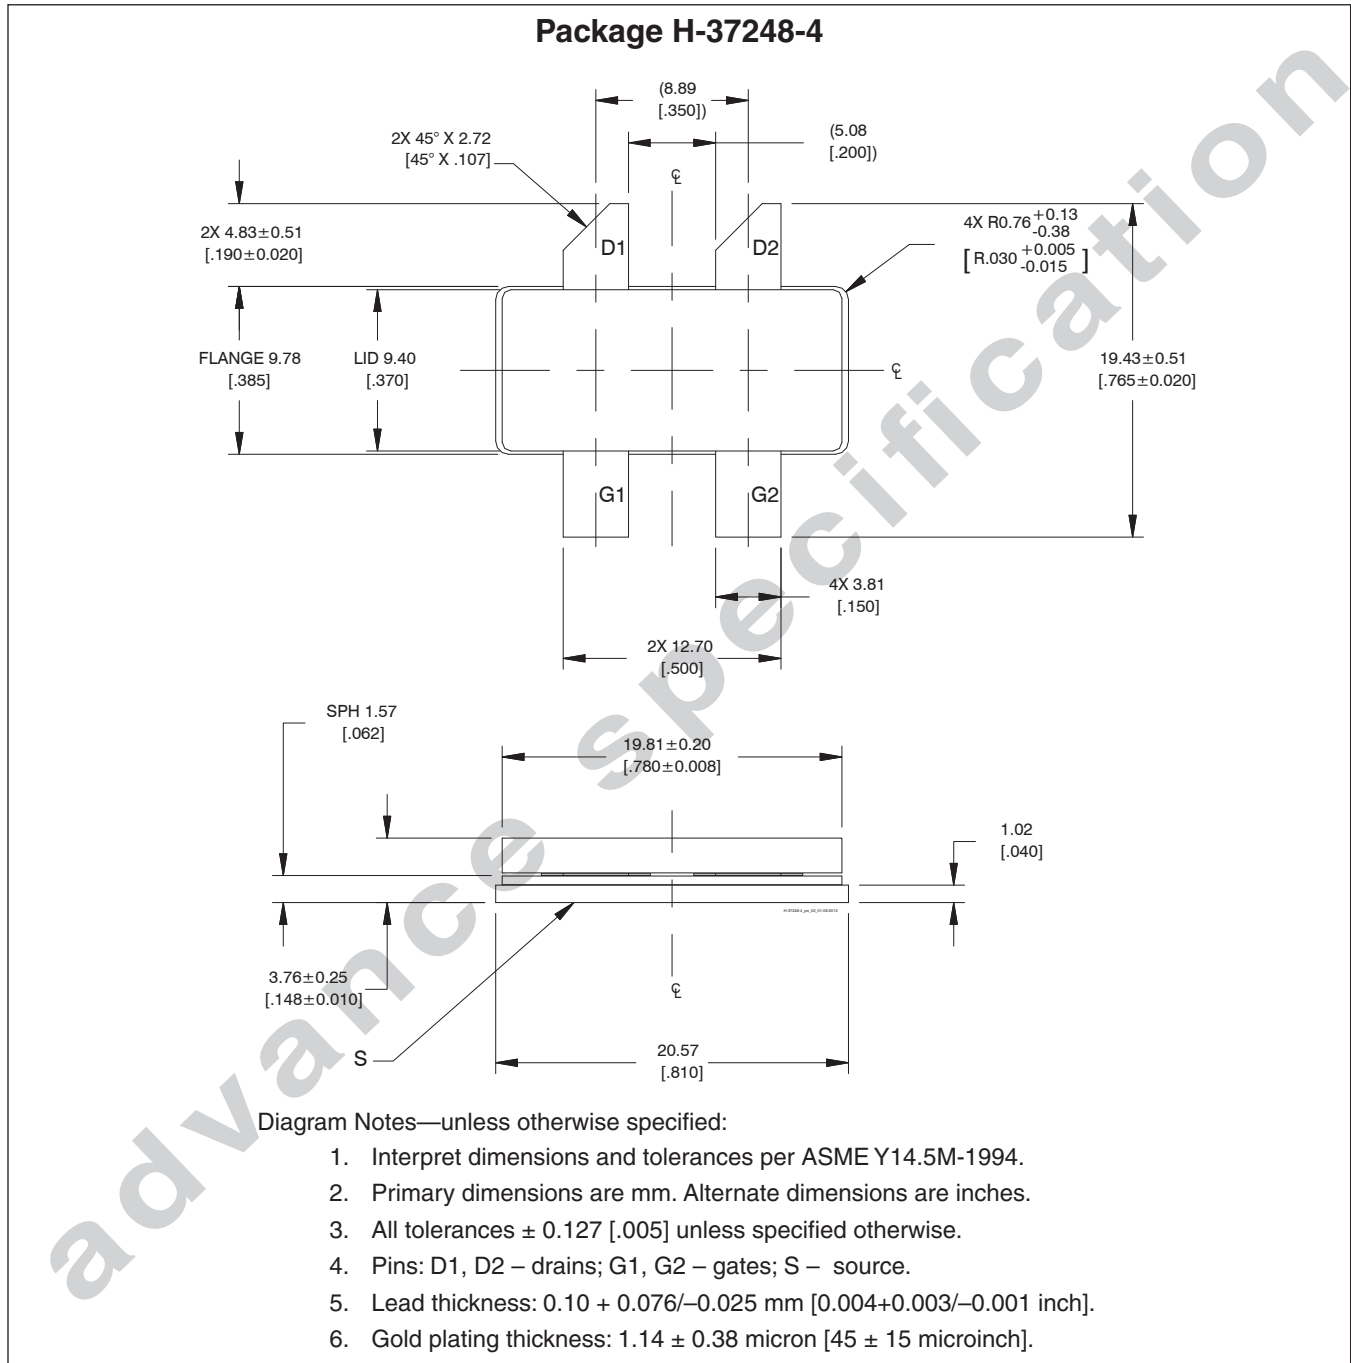 Package H-37248-4
(8.89
[.350])
2X 45° X 2.72
[45° X .107]
(5.08
[.200])
℄
2X 4.83±0.51
[.190±0.020]
D1
D2
4X R0.76 +0.13
-0.38
[ R.030 +0.005
-0.015 ]
FLANGE 9.78
[.385]
LID 9.40
[.370]
℄
19.43±0.51
[.765±0.020]
G1
G2
4X 3.81
[.150]
2X 12.70
[.500]
SPH 1.57
[.062]
19.81±0.20
[.780±0.008]
1.02
[.040]
3.76±0.25
[.148±0.010]
℄
S
20.57
[.810]
Diagram Notes—unless otherwise specified:
1. Interpret dimensions and tolerances per ASME Y14.5M-1994.
2. Primary dimensions are mm. Alternate dimensions are inches.
3. All tolerances ± 0.127 [.005] unless specified otherwise.
4. Pins: D1, D2 – drains; G1, G2 – gates; S – source.
5. Lead thickness: 0.10 + 0.076/–0.025 mm [0.004+0.003/–0.001 inch].
6. Gold plating thickness: 1.14 ± 0.38 micron [45 ± 15 microinch].
advance specification